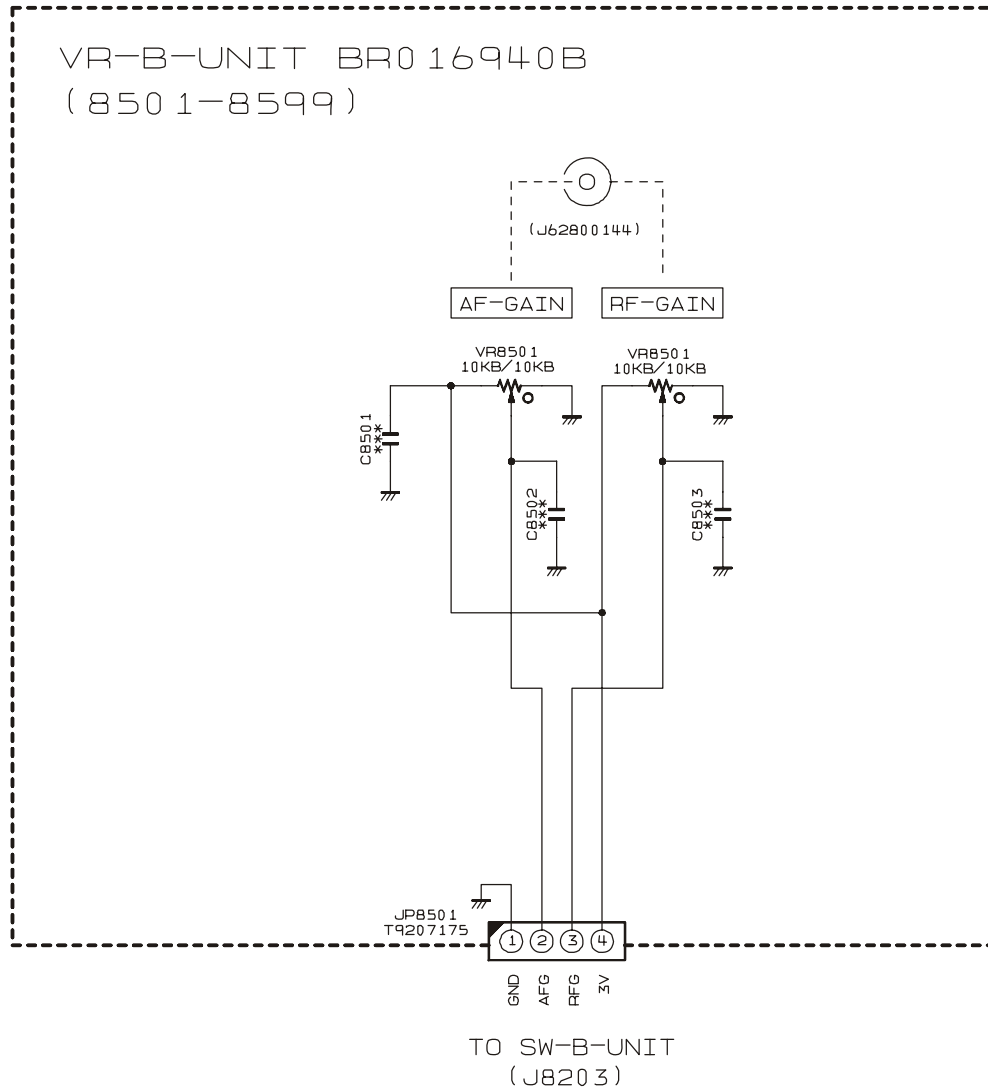 VR-B-UNIT BR016940B
(8501-8599)
(J62800144)
AF-GAIN
RF-GAIN
VR8501
10KB/10KB
VR8501
10KB/10KB
C8501
***
C8502
***
C8503
***
JP8501
T9207175
1 2 3 4
GND
AFG
RFG
3V
TO SW-B-UNIT
(J8203)